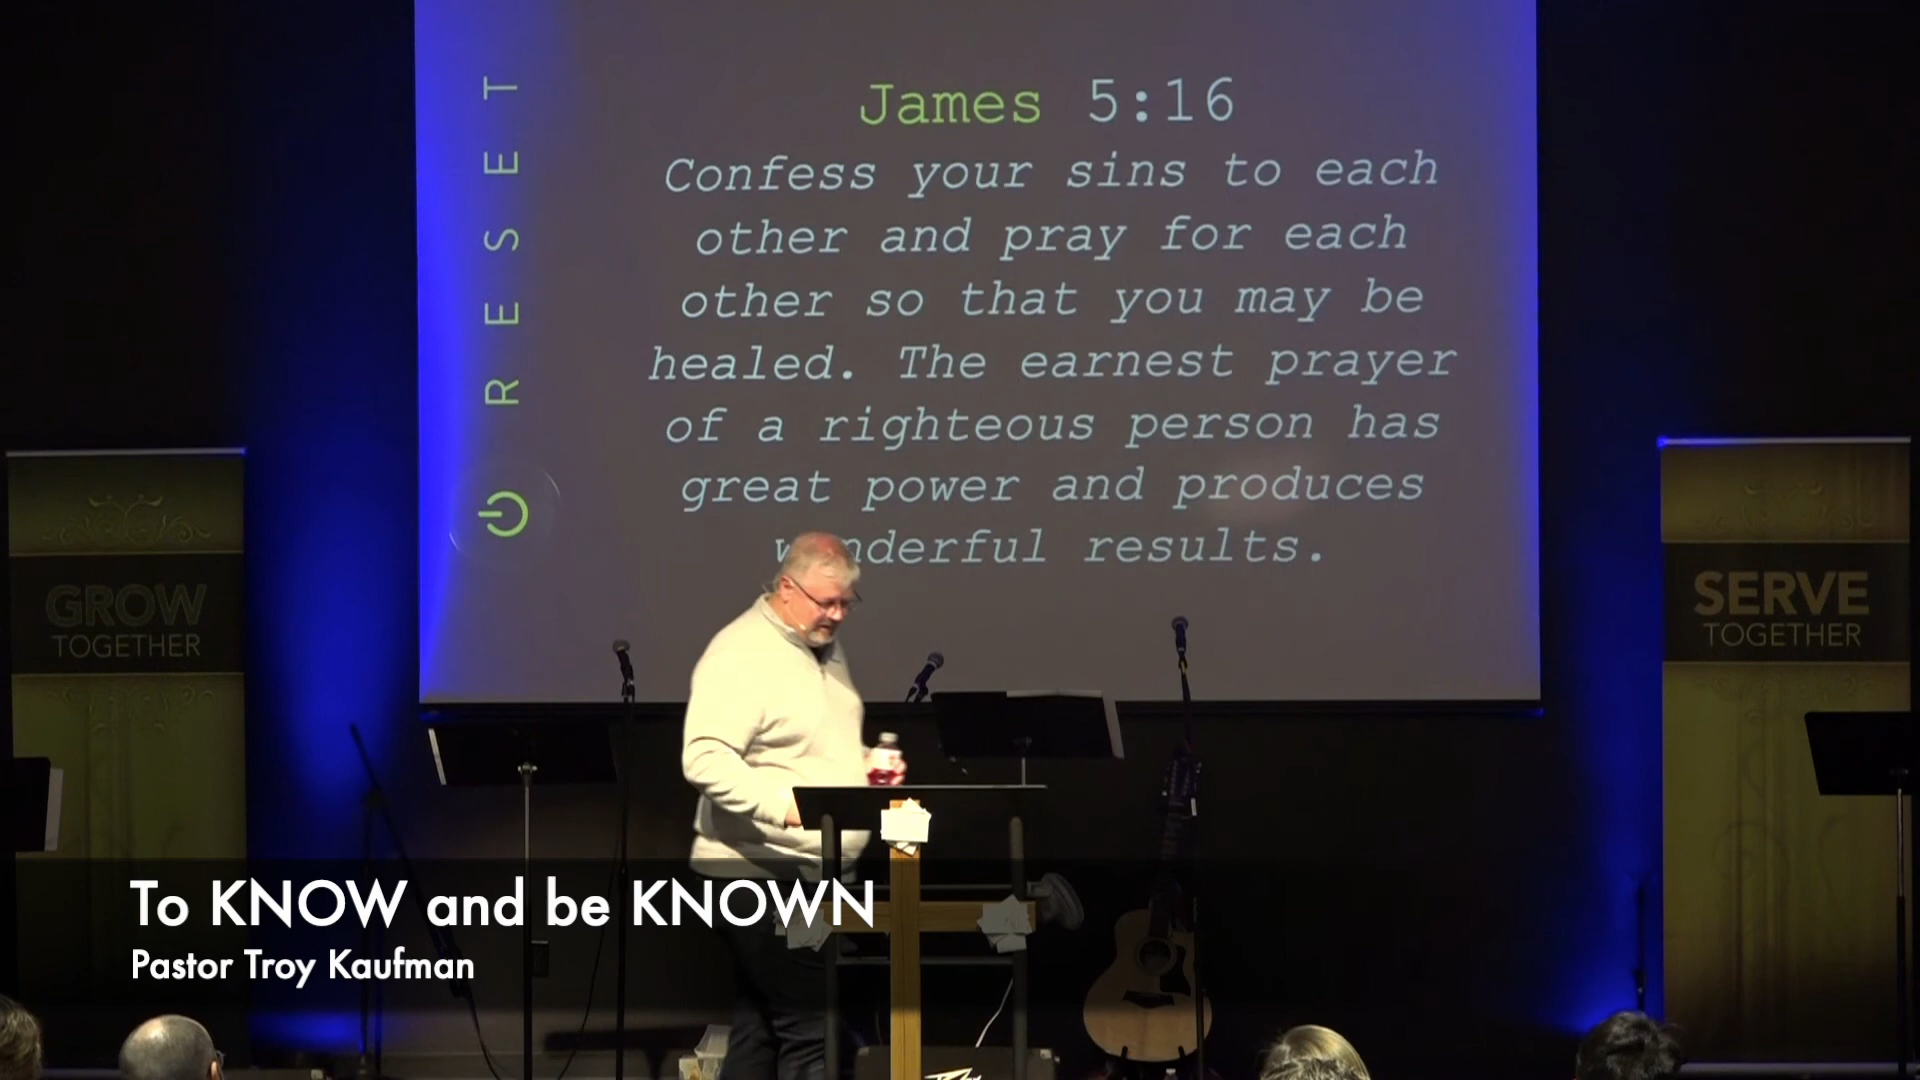 RESET
James 5:16
Confess your sins to each
other and pray for each
other so that you may be
healed. The earnest prayer
of a righteous person has
great power and produces
wonderful results.
GROW
TOGETHER
SERVE
TOGETHER
To KNOW and be KNOWN
Pastor Troy Kaufman